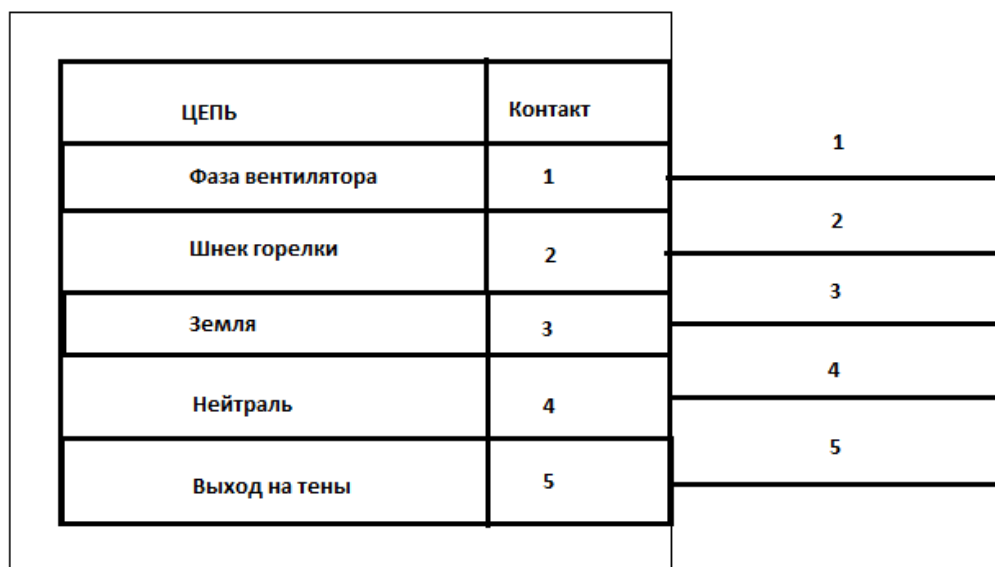 ЦЕПЬ Контакт
1
Фаза вентилятора 1
2
Шнек горелки 2
3
Земля 3
4
Нейтраль 4
5
Выход на тены 5